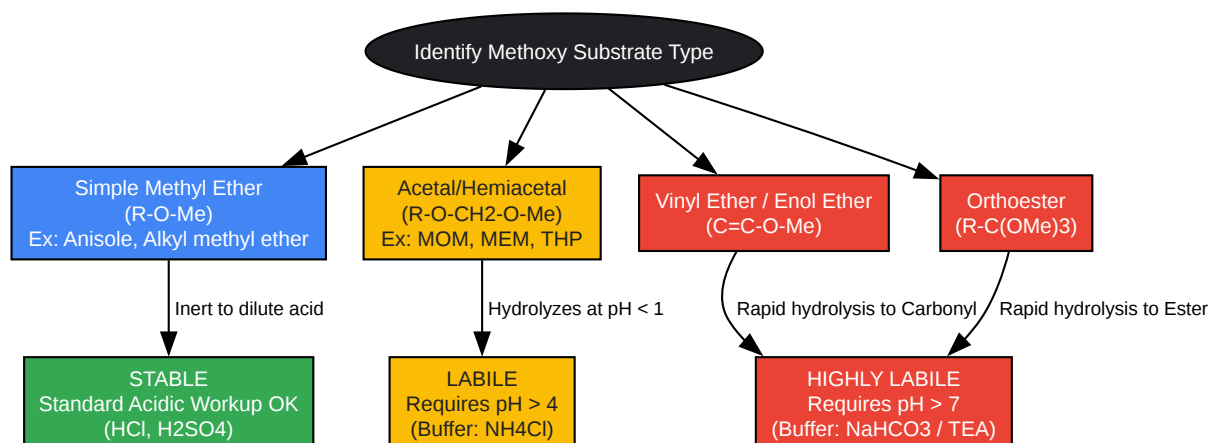 Identify Methoxy Substrate Type
Simple Methyl Ether
(R-O-Me)
Ex: Anisole, Alkyl methyl ether
Acetal/Hemiacetal
(R-O-CH2-O-Me)
Ex: MOM, MEM, THP
Vinyl Ether / Enol Ether
(C=C-O-Me)
Orthoester
(R-C(OMe)3)
Inert to dilute acid
Hydrolyzes at pH < 1
Rapid hydrolysis to Carbonyl
Rapid hydrolysis to Ester
STABLE
Standard Acidic Workup OK
(HCl, H2SO4)
LABILE
Requires pH > 4
(Buffer: NH4Cl)
HIGHLY LABILE
Requires pH > 7
(Buffer: NaHCO3 / TEA)